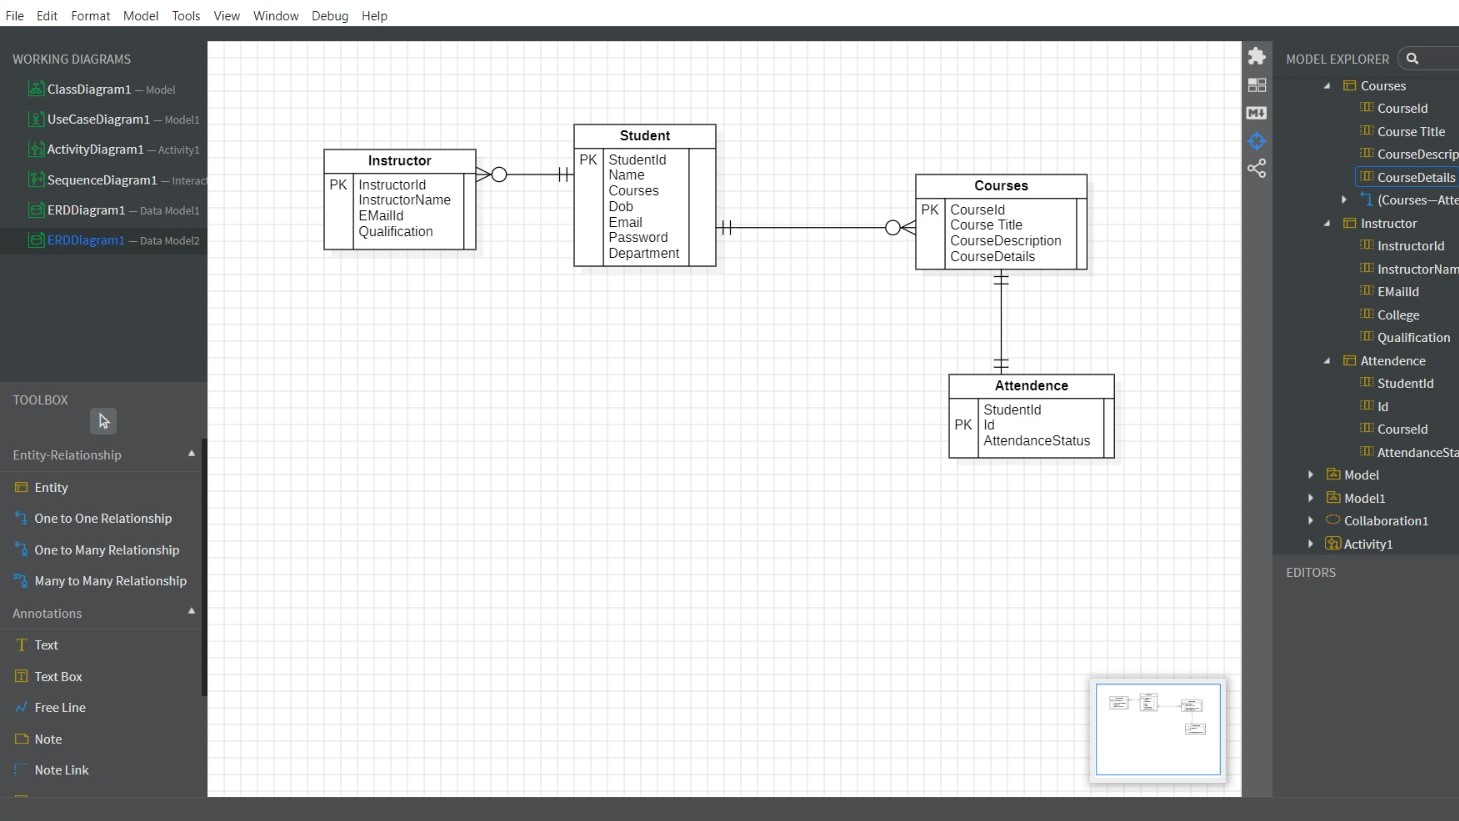 File Edit Format Model Tools View Window Debug Help
WORKING DIAGRAMS
ClassDiagram1 — Model
UseCaseDiagram1 — Model1
ActivityDiagram1 — Activity1
SequenceDiagram1 — Interac
ERDDiagram1 — Data Model1
ERDDiagram1 — Data Model2
TOOLBOX
Entity-Relationship
Entity
One to One Relationship
One to Many Relationship
Many to Many Relationship
Annotations
Text
Text Box
Free Line
Note
Note Link
Instructor
PK InstructorId
InstructorName
EMailId
Qualification
Student
PK StudentId
Name
Courses
Dob
Email
Password
Department
Courses
PK CourseId
Course Title
CourseDescription
CourseDetails
Attendence
StudentId
PK Id
AttendanceStatus
MODEL EXPLORER
Courses
CourseId
Course Title
CourseDescrip
CourseDetails
(Courses—Atte
Instructor
InstructorId
InstructorNam
EMailId
College
Qualification
Attendence
StudentId
Id
CourseId
AttendanceSta
Model
Model1
Collaboration1
Activity1
EDITORS